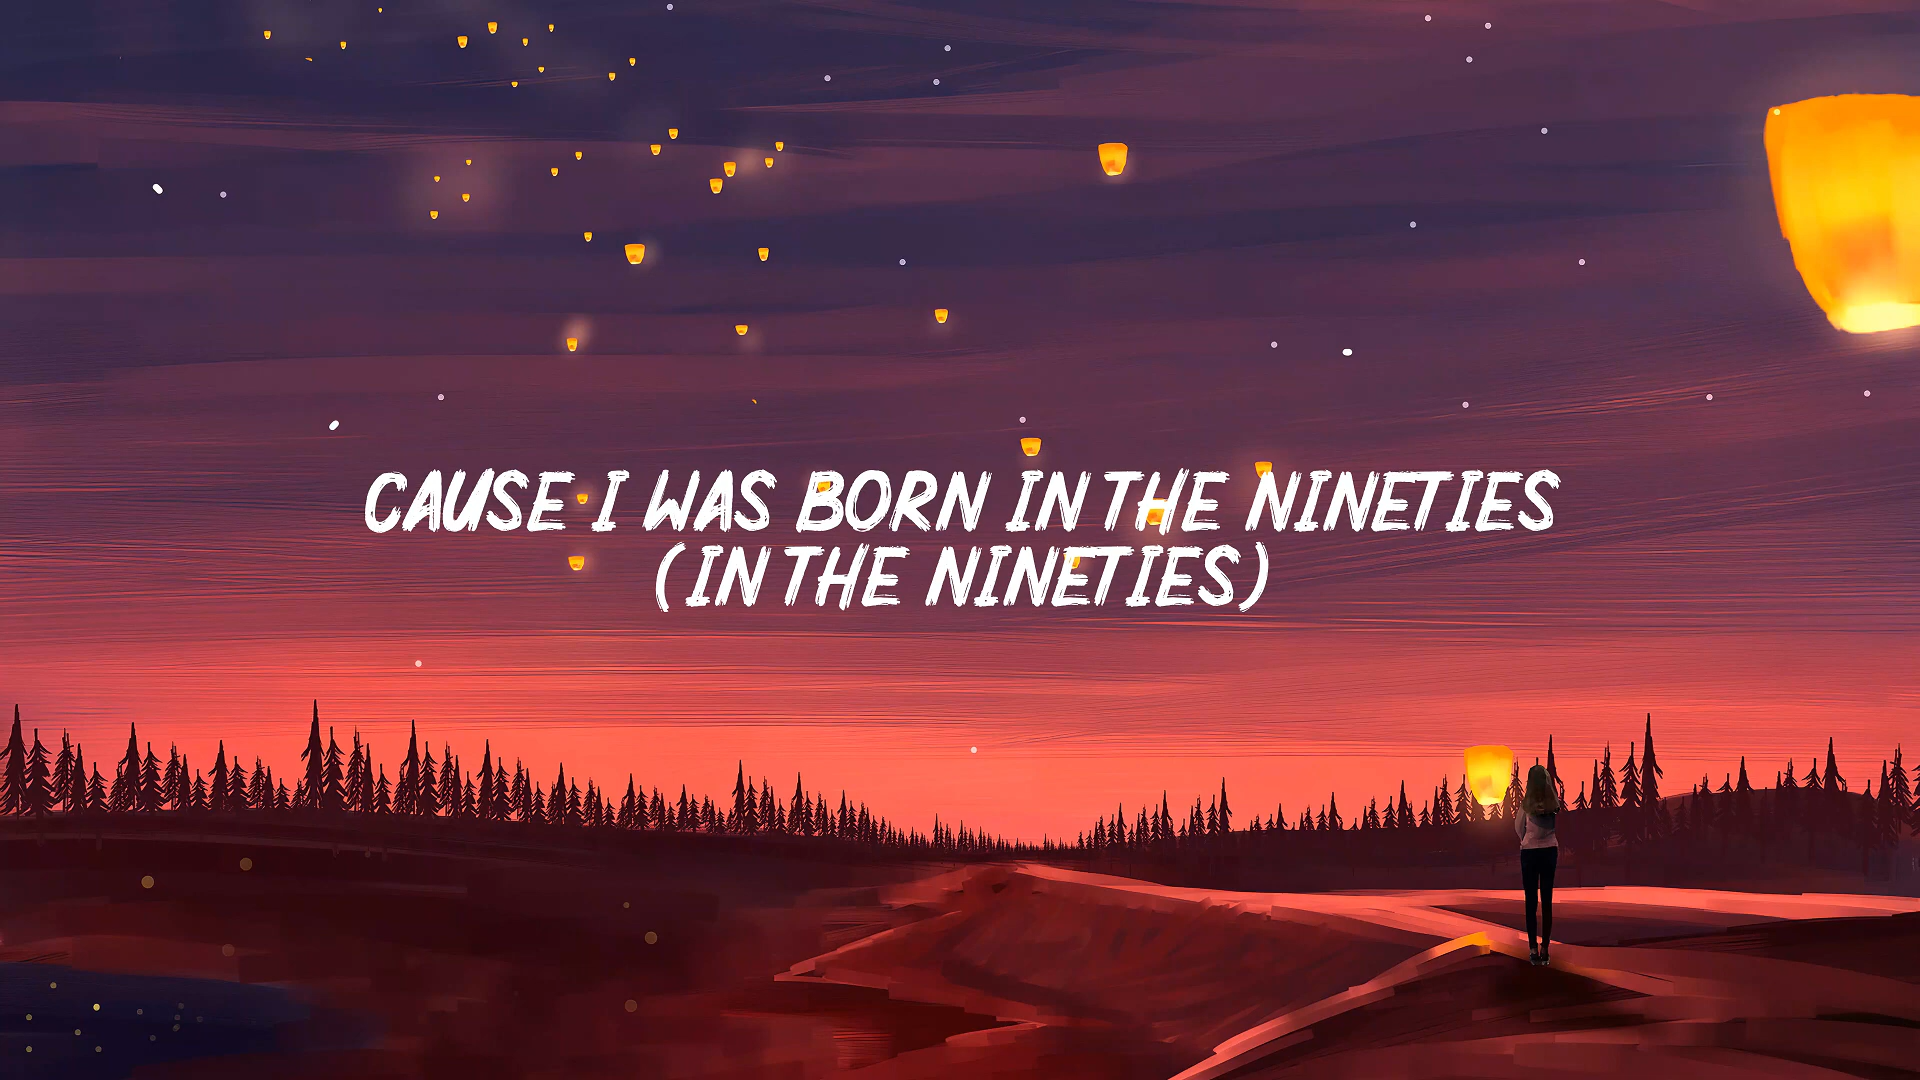 CAUSE I WAS BORN IN THE NINETIES
(IN THE NINETIES)